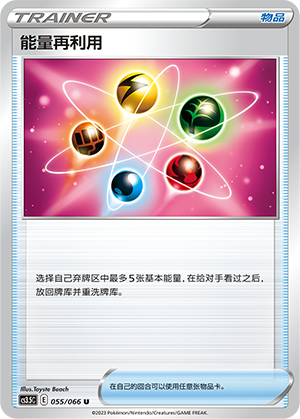 TRAINER 物品
能量再利用
选择自己弃牌区中最多5张基本能量，在给对手看过之后，
放回牌库并重洗牌库。
Illus.Toyste Beach
cs3.5C E 055/066 U
在自己的回合可以使用任意张物品卡。
©2023 Pokémon/Nintendo/Creatures/GAME FREAK.